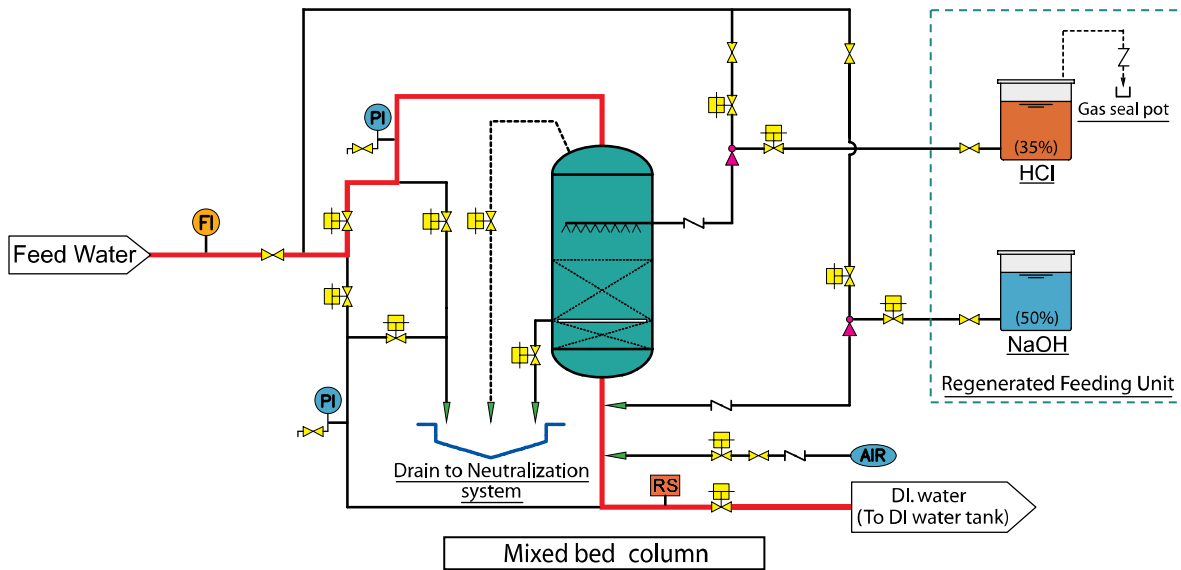 PI
FI
Feed Water
PI
Drain to Neutralization
system
(35%)
HCl
Gas seal pot
(50%)
NaOH
Regenerated Feeding Unit
AIR
RS
DI. water
(To DI water tank)
Mixed bed column